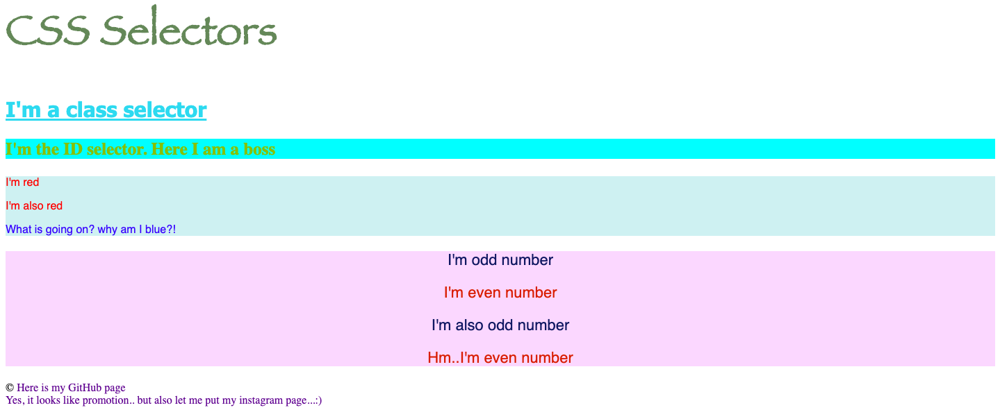 CSS Selectors
I'm a class selector
I'm the ID selector. Here I am a boss
I'm red
I'm also red
What is going on? why am I blue?!
I'm odd number
I'm even number
I'm also odd number
Hm..I'm even number
© Here is my GitHub page
Yes, it looks like promotion.. but also let me put my instagram page...:)